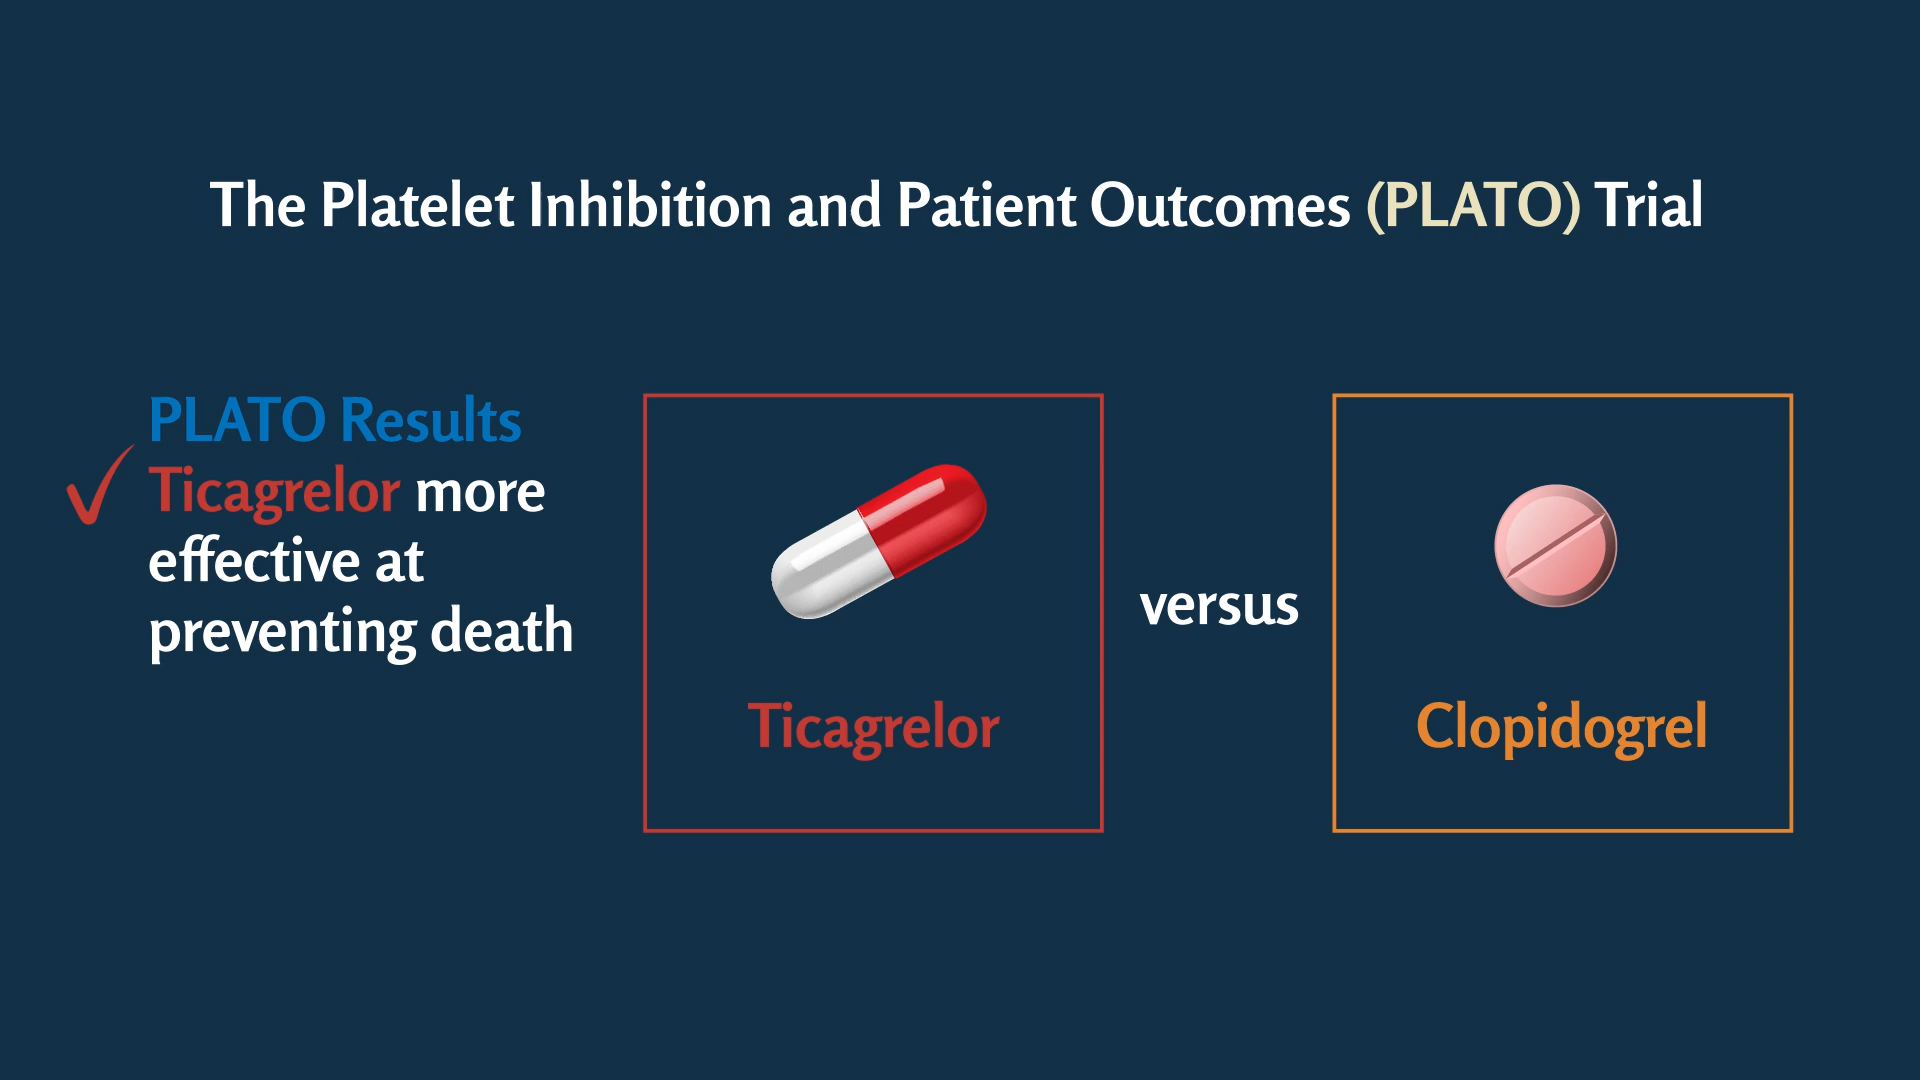 The Platelet Inhibition and Patient Outcomes (PLATO) Trial
PLATO Results
Ticagrelor more
effective at
preventing death
Ticagrelor
versus
Clopidogrel